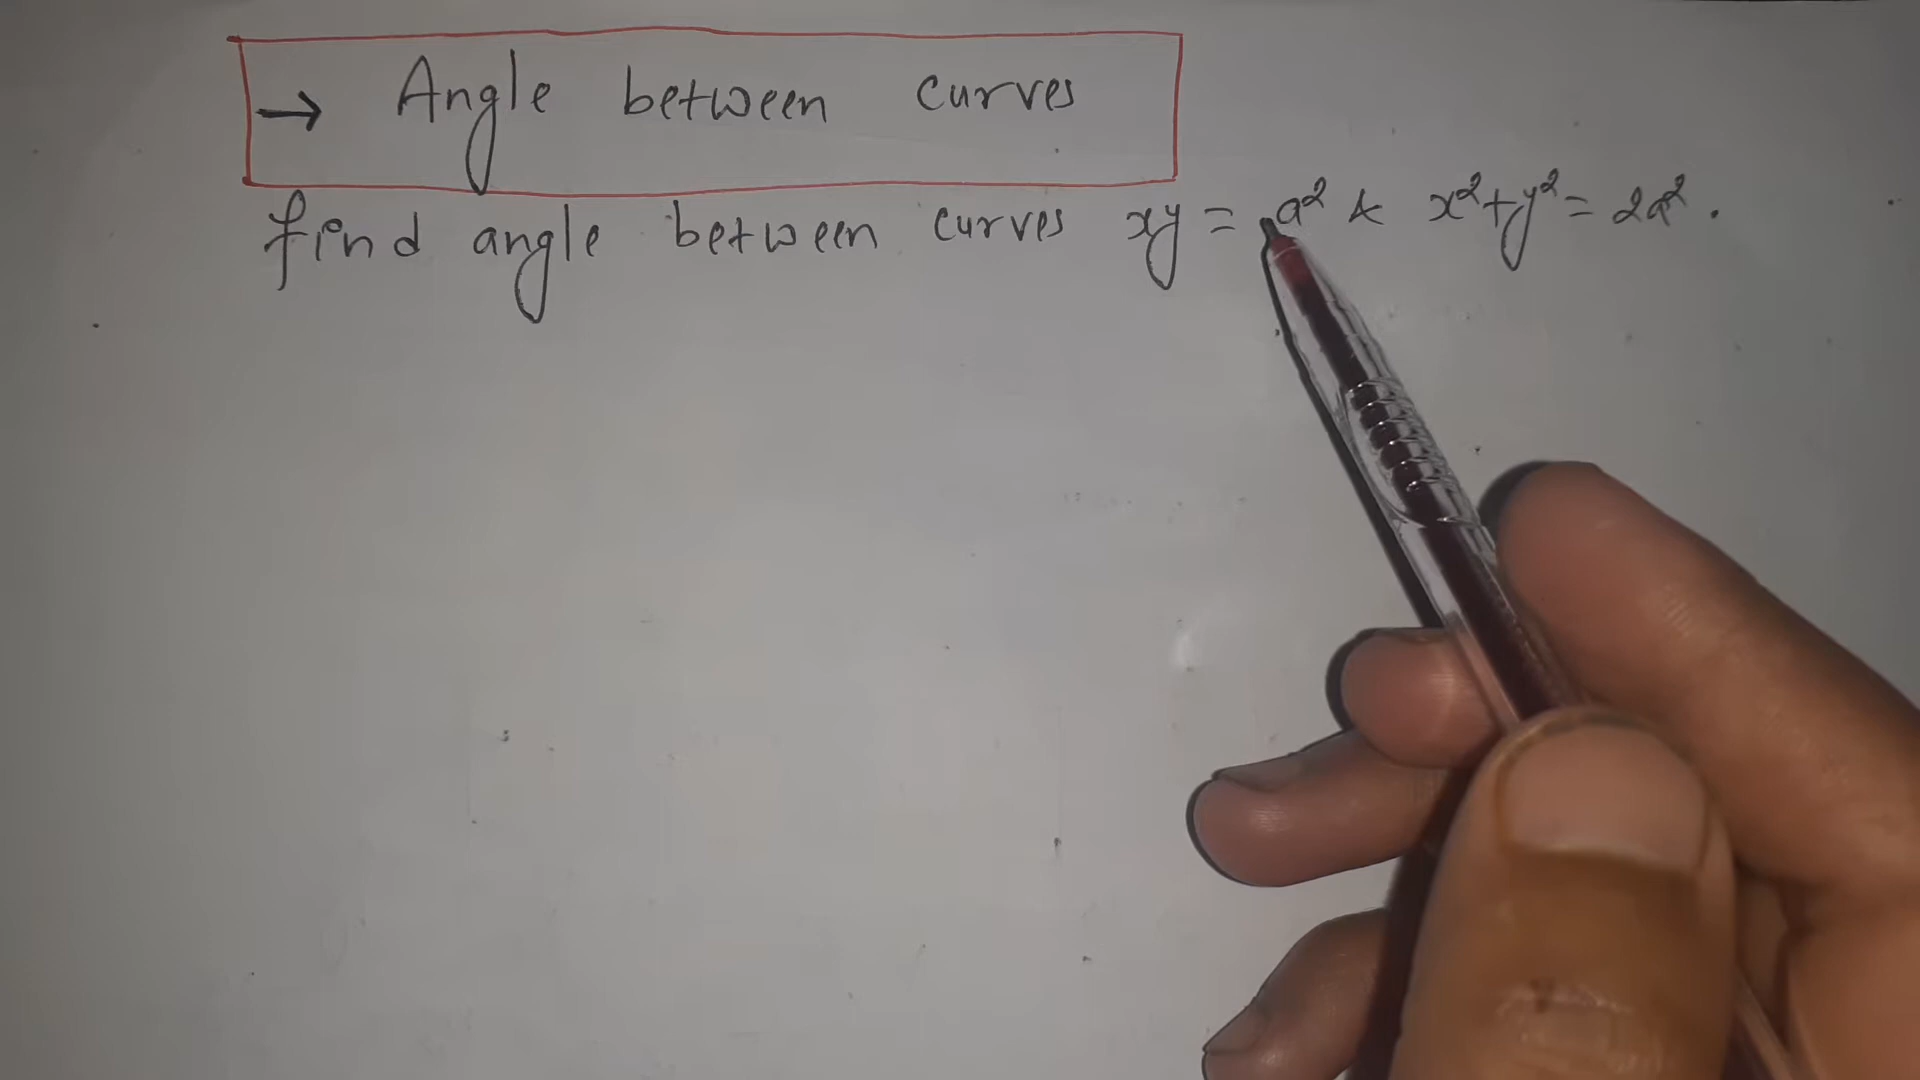 → Angle between curves
find angle between curves xy = a² & x²+y² = 2a² .